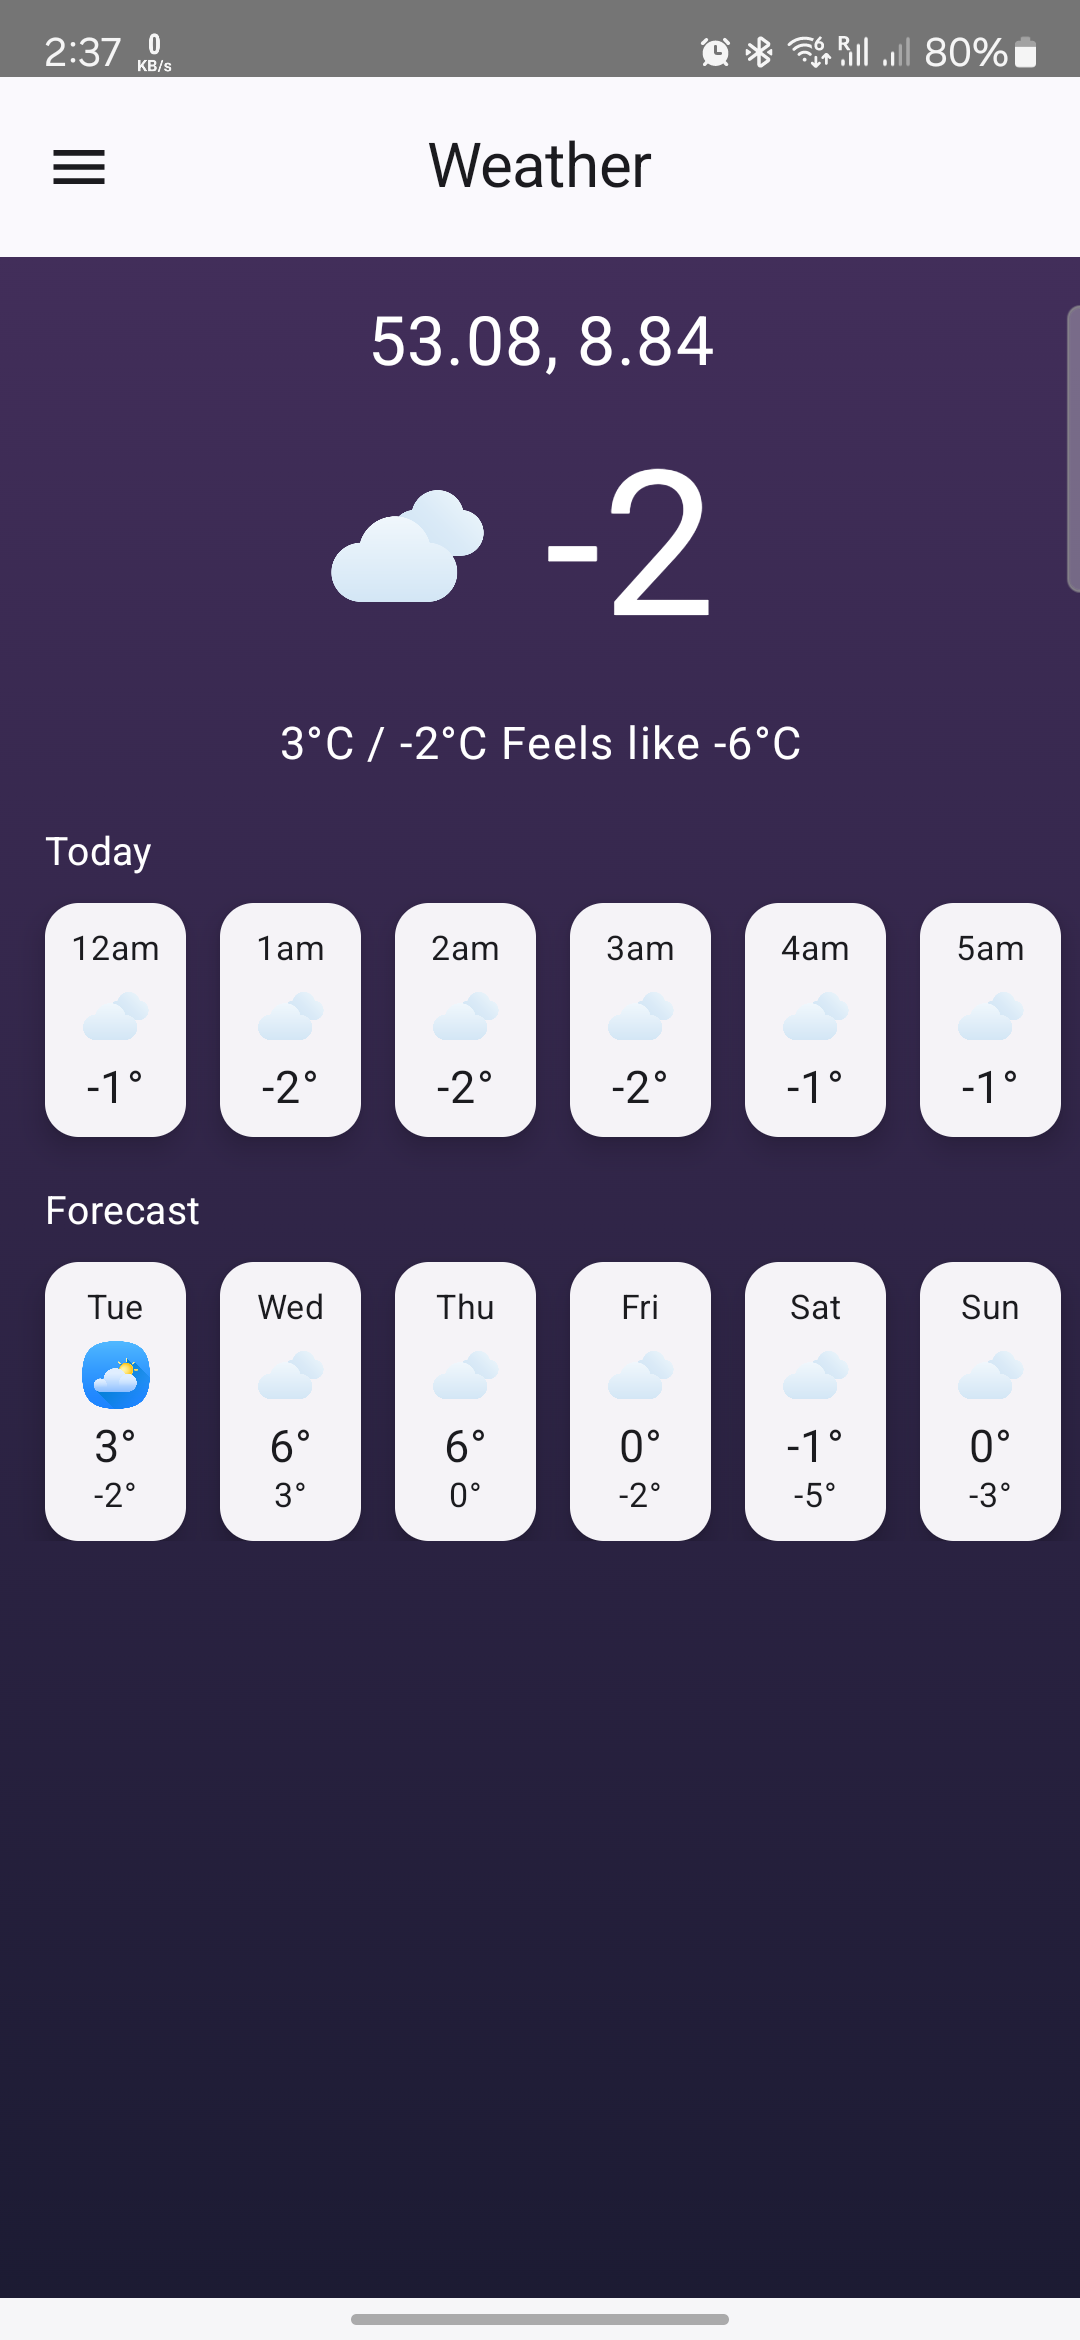 2:37 0 KB/s 6 R 80%
Weather
53.08, 8.84
-2
3°C / -2°C Feels like -6°C
Today
12am 1am 2am 3am 4am 5am
-1° -2° -2° -2° -1° -1°
Forecast
Tue Wed Thu Fri Sat Sun
3° 6° 6° 0° -1° 0°
-2° 3° 0° -2° -5° -3°